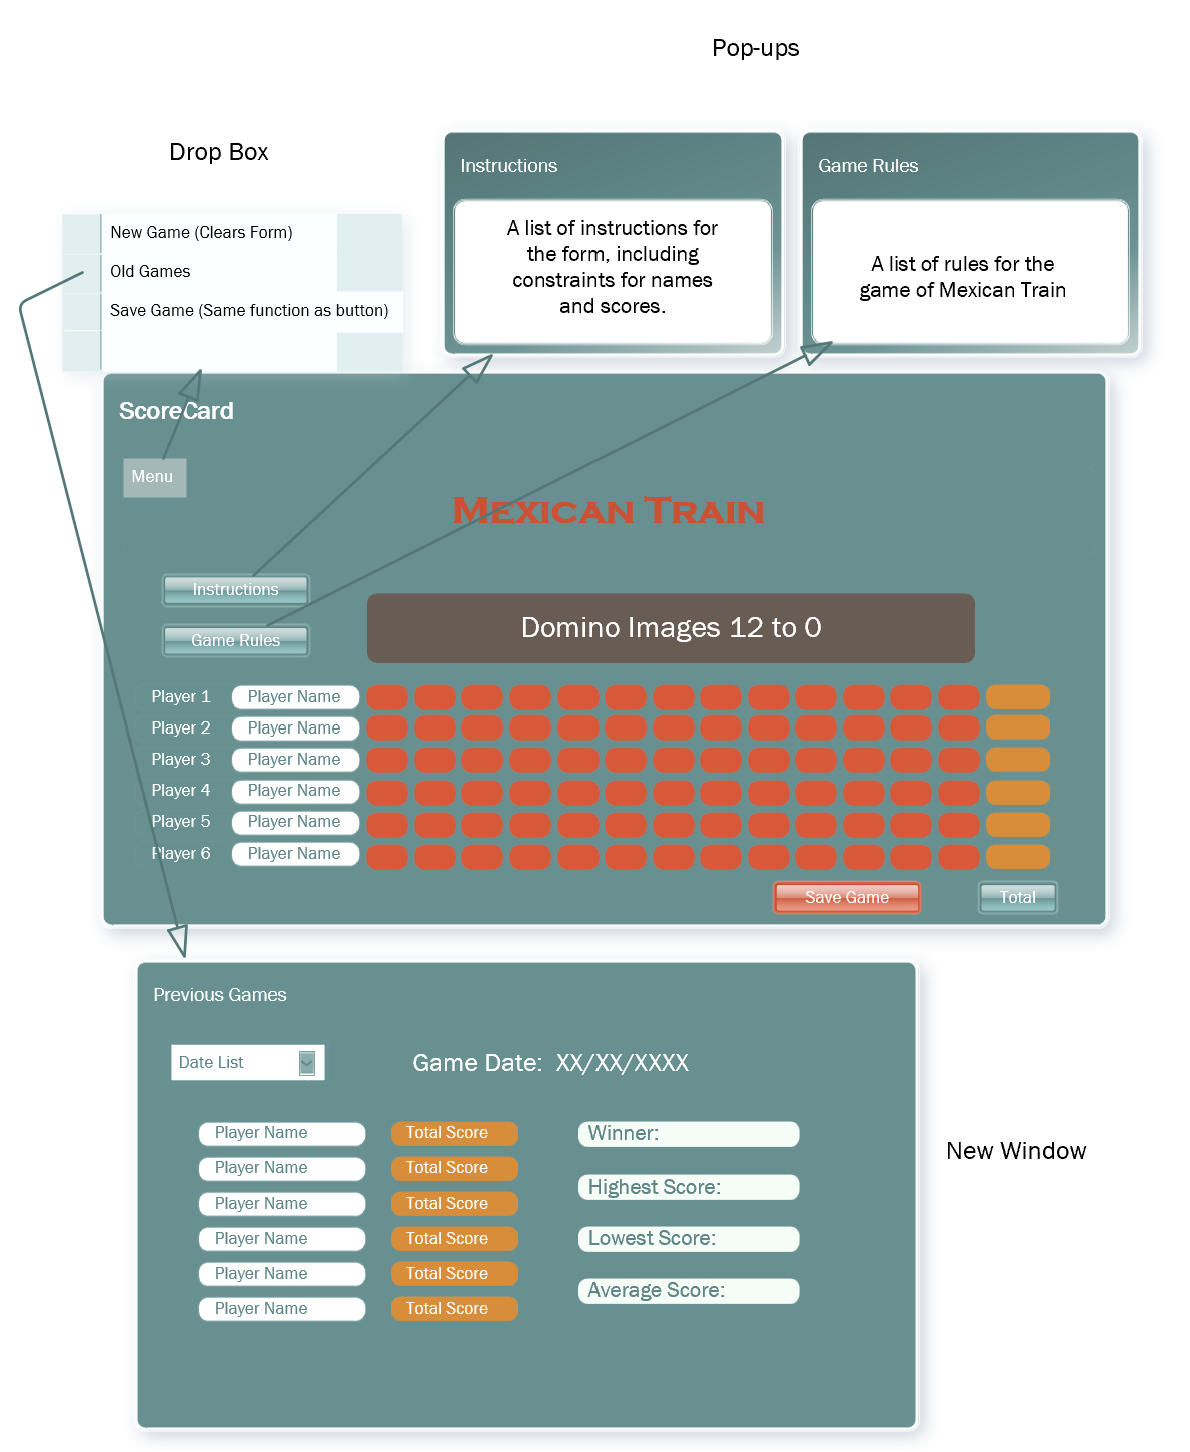 Pop-ups
Drop Box
New Game (Clears Form)
Old Games
Save Game (Same function as button)
Instructions
A list of instructions for
the form, including
constraints for names
and scores.
Game Rules
A list of rules for the
game of Mexican Train
ScoreCard
Menu
Mexican Train
Instructions
Game Rules
Domino Images 12 to 0
Player 1 Player Name
Player 2 Player Name
Player 3 Player Name
Player 4 Player Name
Player 5 Player Name
Player 6 Player Name
Save Game Total
Previous Games
Date List
Game Date: XX/XX/XXXX
Player Name Total Score Winner:
Player Name Total Score Highest Score:
Player Name Total Score
Player Name Total Score Lowest Score:
Player Name Total Score Average Score:
Player Name Total Score
New Window